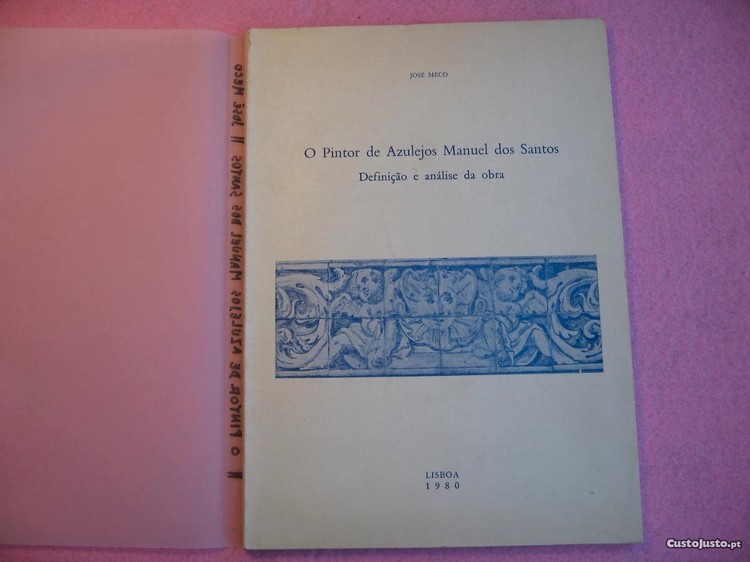 JOSÉ MECO
O Pintor de Azulejos Manuel dos Santos
Definição e análise da obra
LISBOA
1980
|| O PINTOR DE AZULEJOS MANUEL DOS SANTOS || JOSÉ MECO
CustoJusto.pt